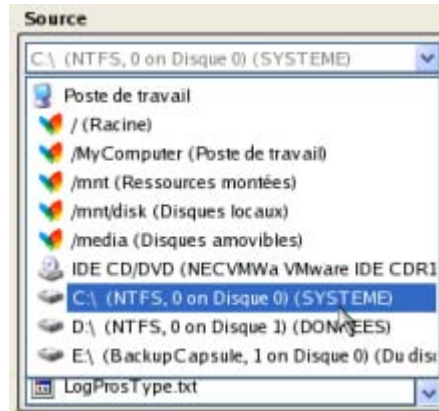 Source
C:\ (NTFS, 0 on Disque 0) (SYSTEME)
Poste de travail
/ (Racine)
/MyComputer (Poste de travail)
/mnt (Ressources montées)
/mnt/disk (Disques locaux)
/media (Disques amovibles)
IDE CD/DVD (NECVMWa VMware IDE CDR1
C:\ (NTFS, 0 on Disque 0) (SYSTEME)
D:\ (NTFS, 0 on Disque 1) (DONNEES)
E:\ (BackupCapsule, 1 on Disque 0) (Du dis
LogProsType.txt